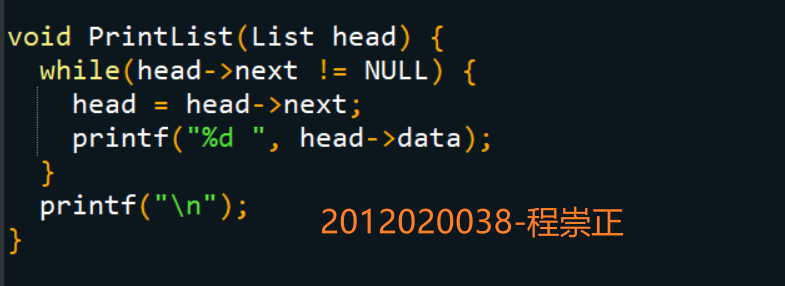 void PrintList(List head) {
  while(head->next != NULL) {
    head = head->next;
    printf("%d ", head->data);
  }
  printf("\n");
2012020038-程崇正
}